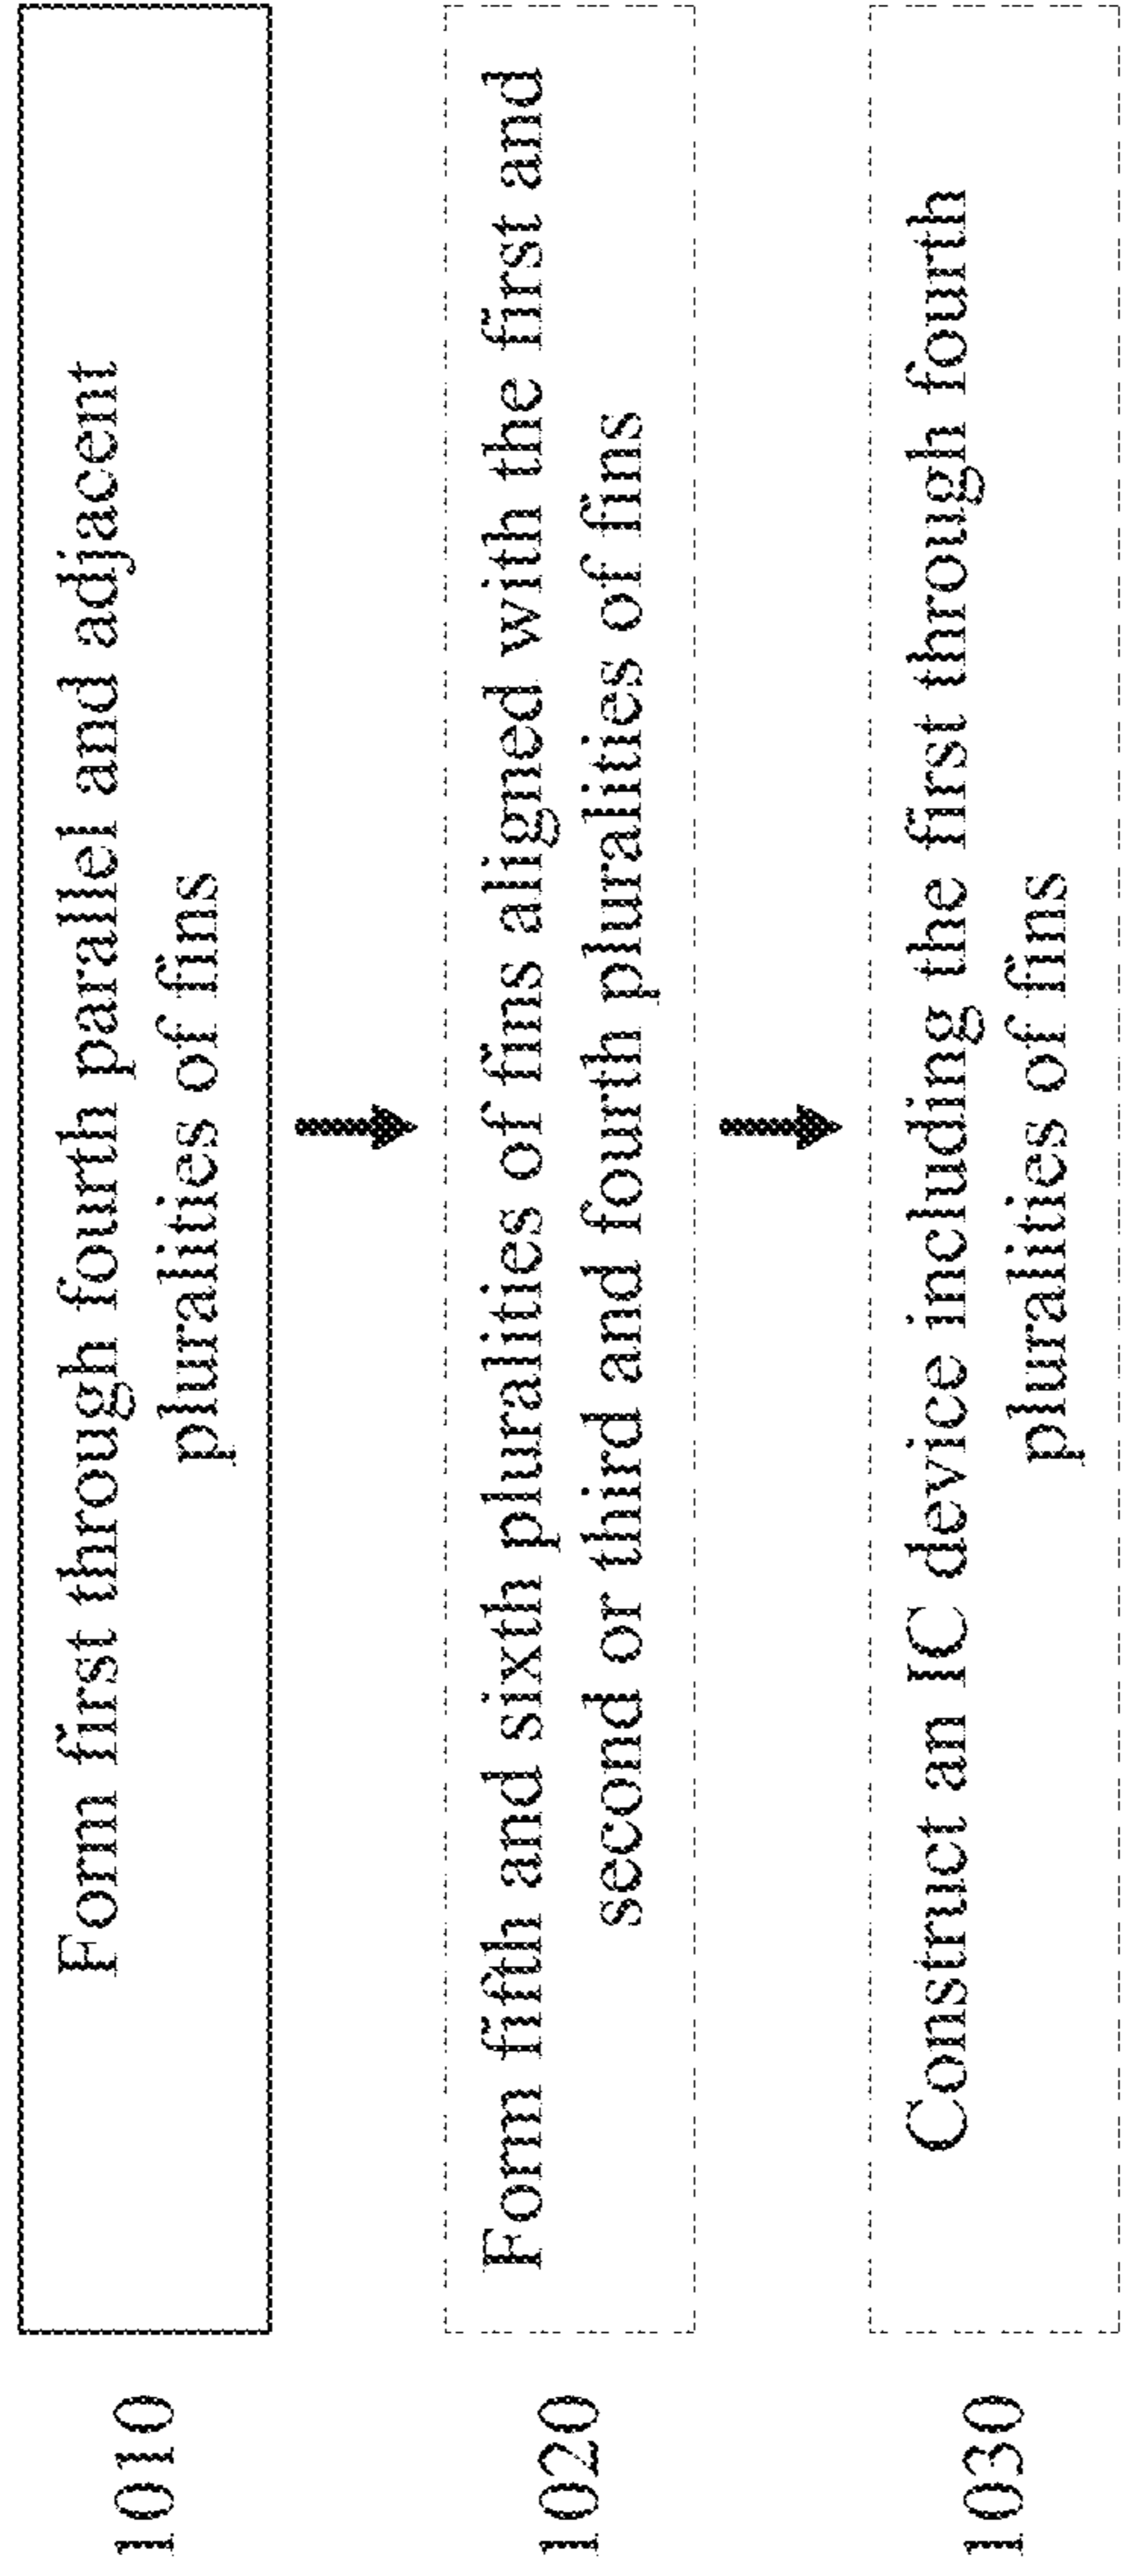 1010
Form first through fourth parallel and adjacent
pluralities of fins
1020
Form fifth and sixth pluralities of fins aligned with the first and
second or third and fourth pluralities of fins
1030
Construct an IC device including the first through fourth
pluralities of fins